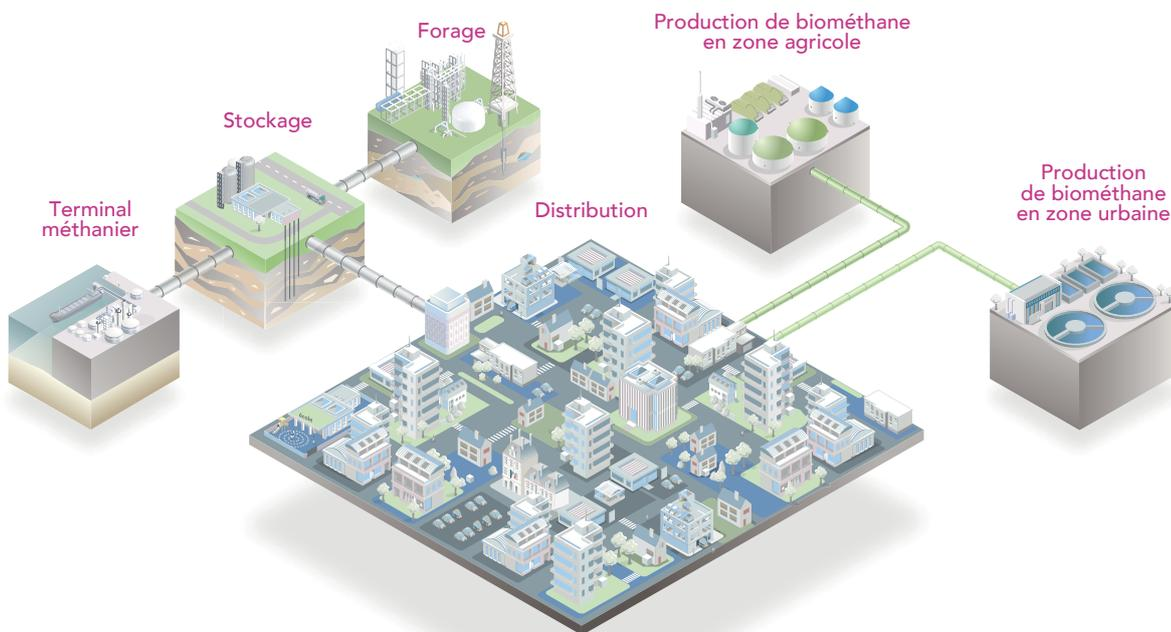 Forage
Production de biométhane
en zone agricole
Stockage
Production
de biométhane
en zone urbaine
Terminal
méthanier
Distribution